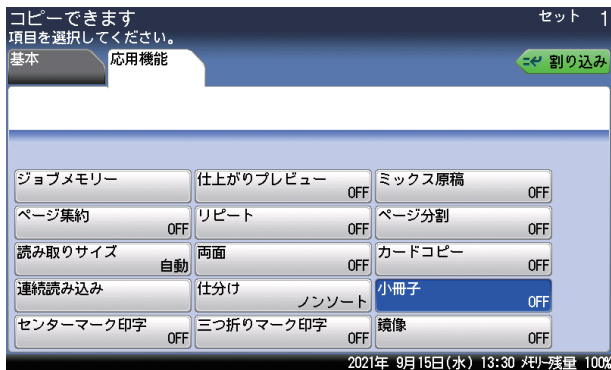 コピーできます
セット 1
項目を選択してください。
基本
応用機能
割り込み
ジョブメモリー
仕上がりプレビュー
OFF
ミックス原稿
OFF
ページ集約
OFF
リピート
OFF
ページ分割
OFF
読み取りサイズ
自動
両面
OFF
カードコピー
OFF
連続読み込み
仕分け
ノンソート
小冊子
OFF
センターマーク印字
OFF
三つ折りマーク印字
OFF
鏡像
OFF
2021年 9月15日(水) 13:30 メモリー残量 100%